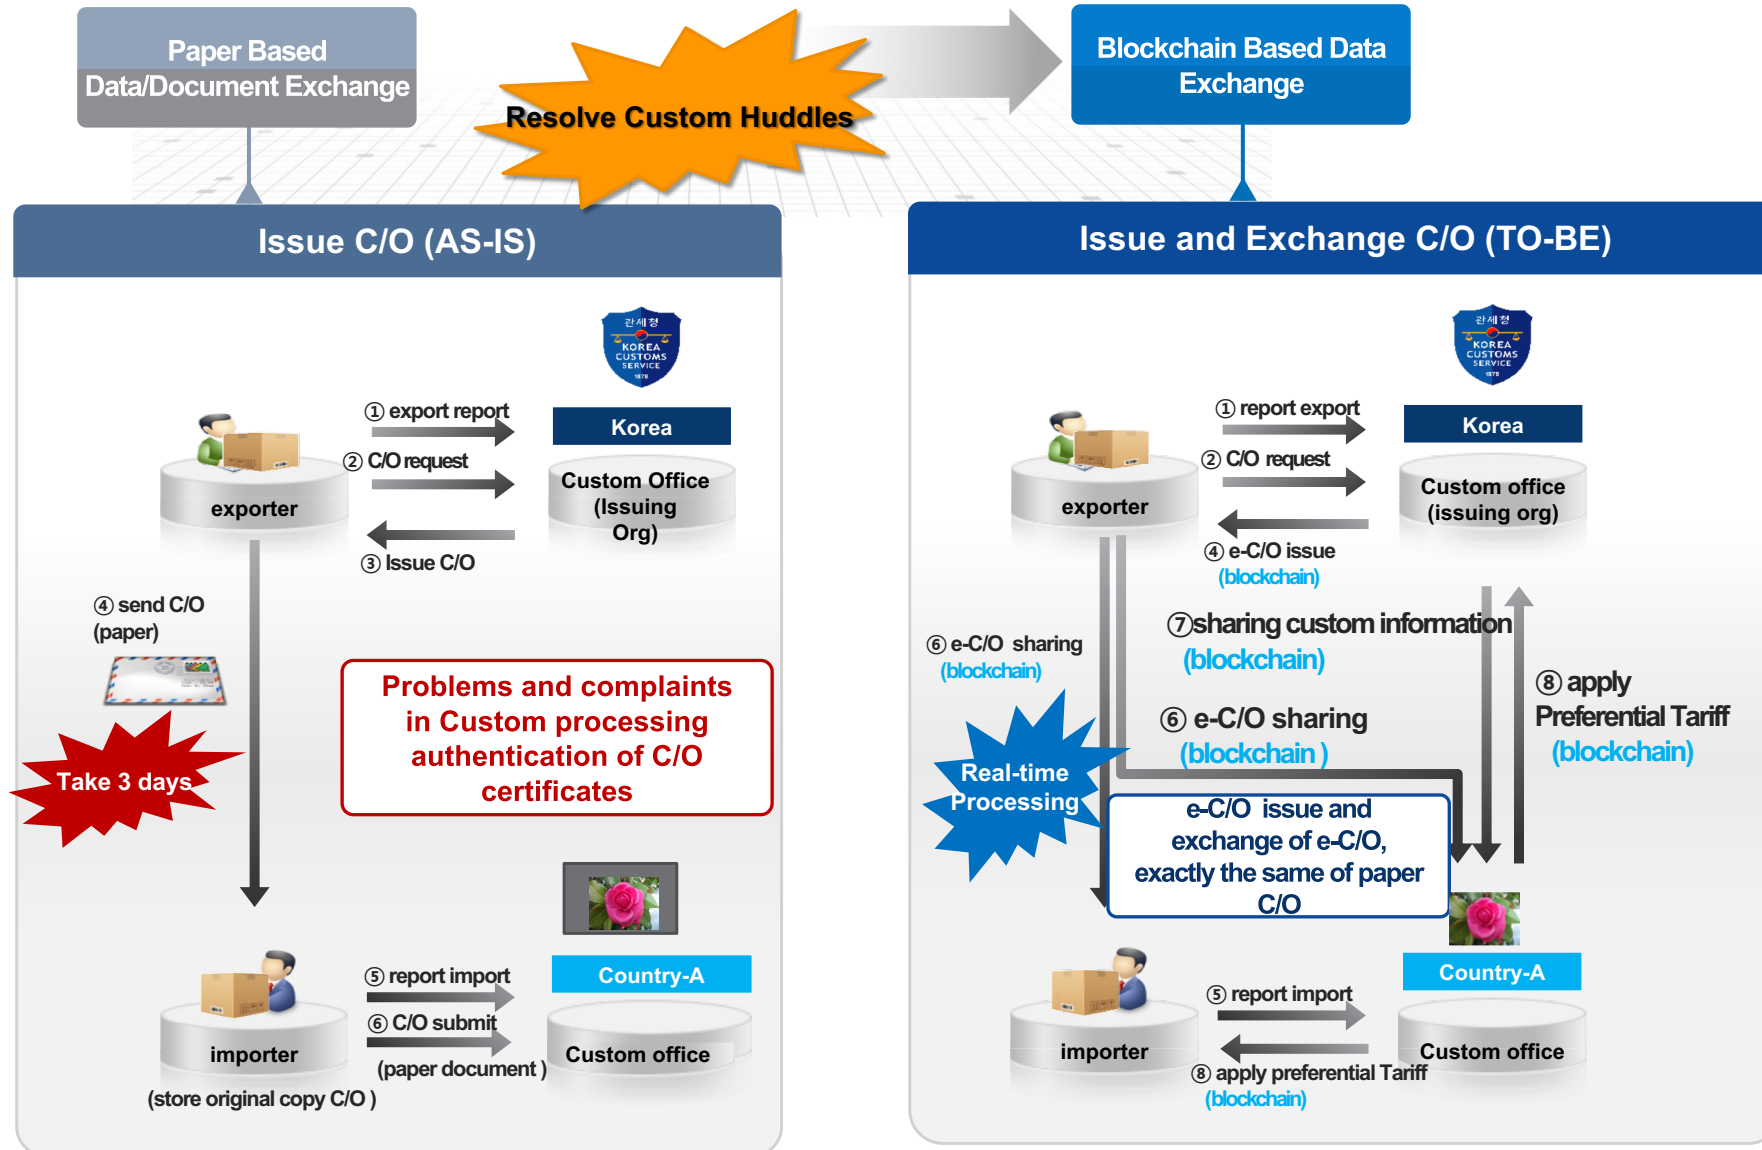 Paper Based
Data/Document Exchange
Resolve Custom Huddles
Blockchain Based Data
Exchange
Issue C/O (AS-IS)
관세청
KOREA
CUSTOMS
SERVICE
1878
① export report
Korea
② C/O request
Custom Office
(Issuing
Org)
exporter
③ Issue C/O
④ send C/O
(paper)
Problems and complaints
in Custom processing
authentication of C/O
certificates
Take 3 days
Country-A
⑤ report import
⑥ C/O submit
(paper document )
Custom office
importer
(store original copy C/O )
Issue and Exchange C/O (TO-BE)
관세청
KOREA
CUSTOMS
SERVICE
1878
① report export
Korea
② C/O request
Custom office
(issuing org)
exporter
④ e-C/O issue
(blockchain)
⑦sharing custom information
(blockchain)
⑥ e-C/O sharing
(blockchain)
⑧ apply
Preferential Tariff
(blockchain)
⑥ e-C/O sharing
(blockchain )
Real-time
Processing
e-C/O issue and
exchange of e-C/O,
exactly the same of paper
C/O
Country-A
⑤ report import
importer
Custom office
⑧ apply preferential Tariff
(blockchain)